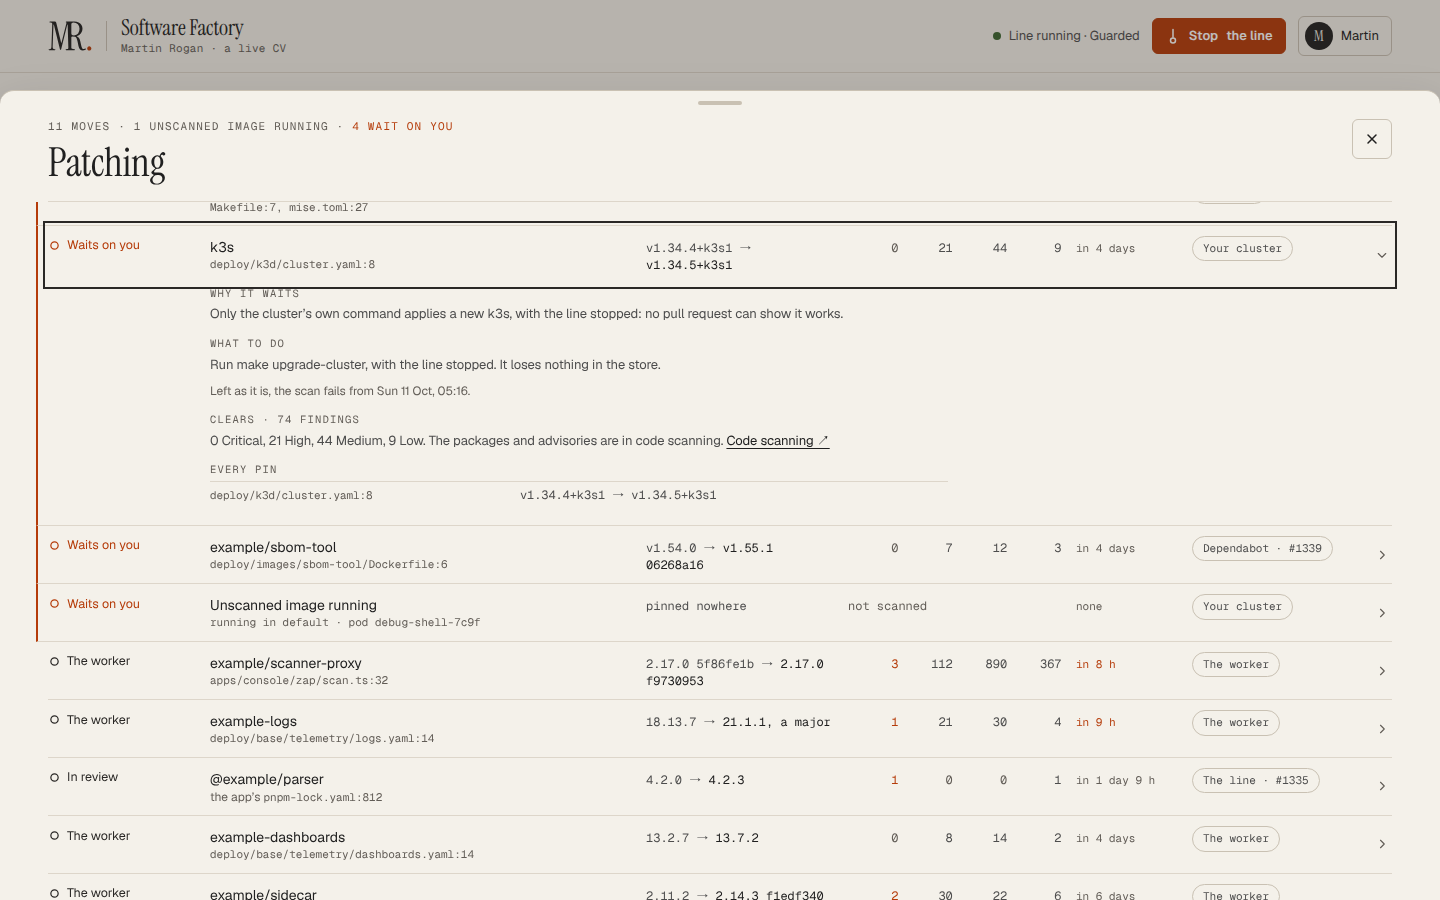 MR. Software Factory
Martin Rogan · a live CV
Line running · Guarded
Stop the line
M Martin
11 MOVES · 1 UNSCANNED IMAGE RUNNING · 4 WAIT ON YOU
Patching
Makefile:7, mise.toml:27
Waits on you k3s v1.34.4+k3s1 → 0 21 44 9 in 4 days Your cluster
deploy/k3d/cluster.yaml:8 v1.34.5+k3s1
WHY IT WAITS
Only the cluster's own command applies a new k3s, with the line stopped: no pull request can show it works.
WHAT TO DO
Run make upgrade-cluster, with the line stopped. It loses nothing in the store.
Left as it is, the scan fails from Sun 11 Oct, 05:16.
CLEARS · 74 FINDINGS
0 Critical, 21 High, 44 Medium, 9 Low. The packages and advisories are in code scanning. Code scanning ↗
EVERY PIN
deploy/k3d/cluster.yaml:8 v1.34.4+k3s1 → v1.34.5+k3s1
Waits on you example/sbom-tool v1.54.0 → v1.55.1 0 7 12 3 in 4 days Dependabot · #1339
deploy/images/sbom-tool/Dockerfile:6 06268a16
Waits on you Unscanned image running pinned nowhere not scanned none Your cluster
running in default · pod debug-shell-7c9f
The worker example/scanner-proxy 2.17.0 5f86fe1b → 2.17.0 3 112 890 367 in 8 h The worker
apps/console/zap/scan.ts:32 f9730953
The worker example-logs 18.13.7 → 21.1.1, a major 1 21 30 4 in 9 h The worker
deploy/base/telemetry/logs.yaml:14
In review @example/parser 4.2.0 → 4.2.3 1 0 0 1 in 1 day 9 h The line · #1335
the app's pnpm-lock.yaml:812
The worker example-dashboards 13.2.7 → 13.7.2 0 8 14 2 in 4 days The worker
deploy/base/telemetry/dashboards.yaml:14
The worker example/sidecar 2.11.2 → 2.14.3 f1edf340 2 30 22 6 in 6 days The worker